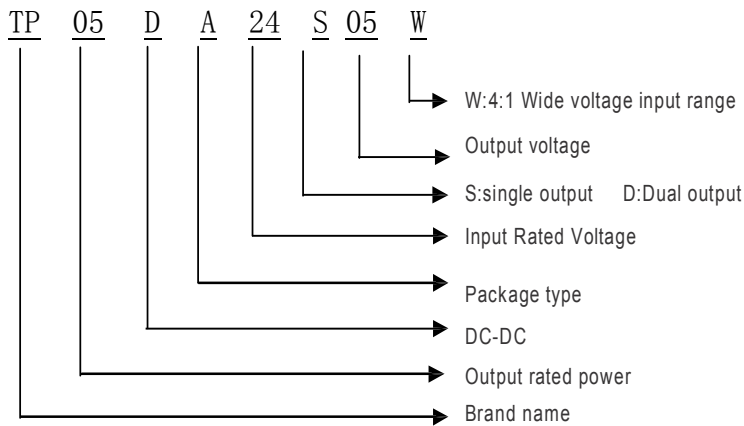 TP 05 D A 24 S 05 W
W:4:1 Wide voltage input range
Output voltage
S:single output D:Dual output
Input Rated Voltage
Package type
DC-DC
Output rated power
Brand name